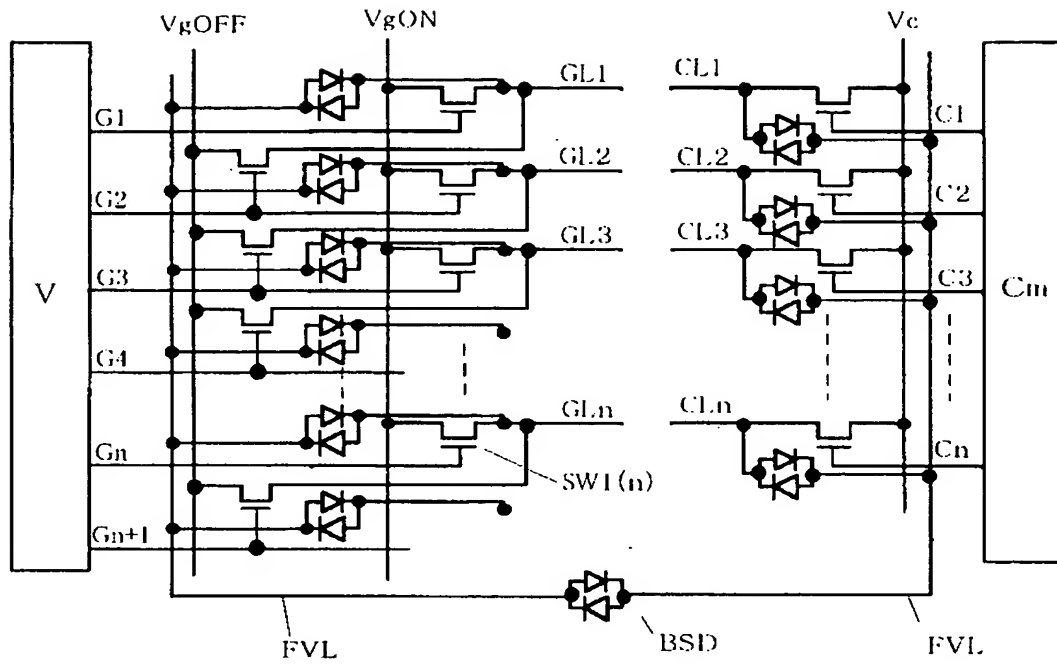 VgOFF VgON Vc
GL1 CL1
G1 C1
GL2 CL2
G2 C2
GL3 CL3
G3 C3
V Cm
G4
GLn CLn
Gn Cn
SW1(n)
Gn+1
FVL BSD FVL